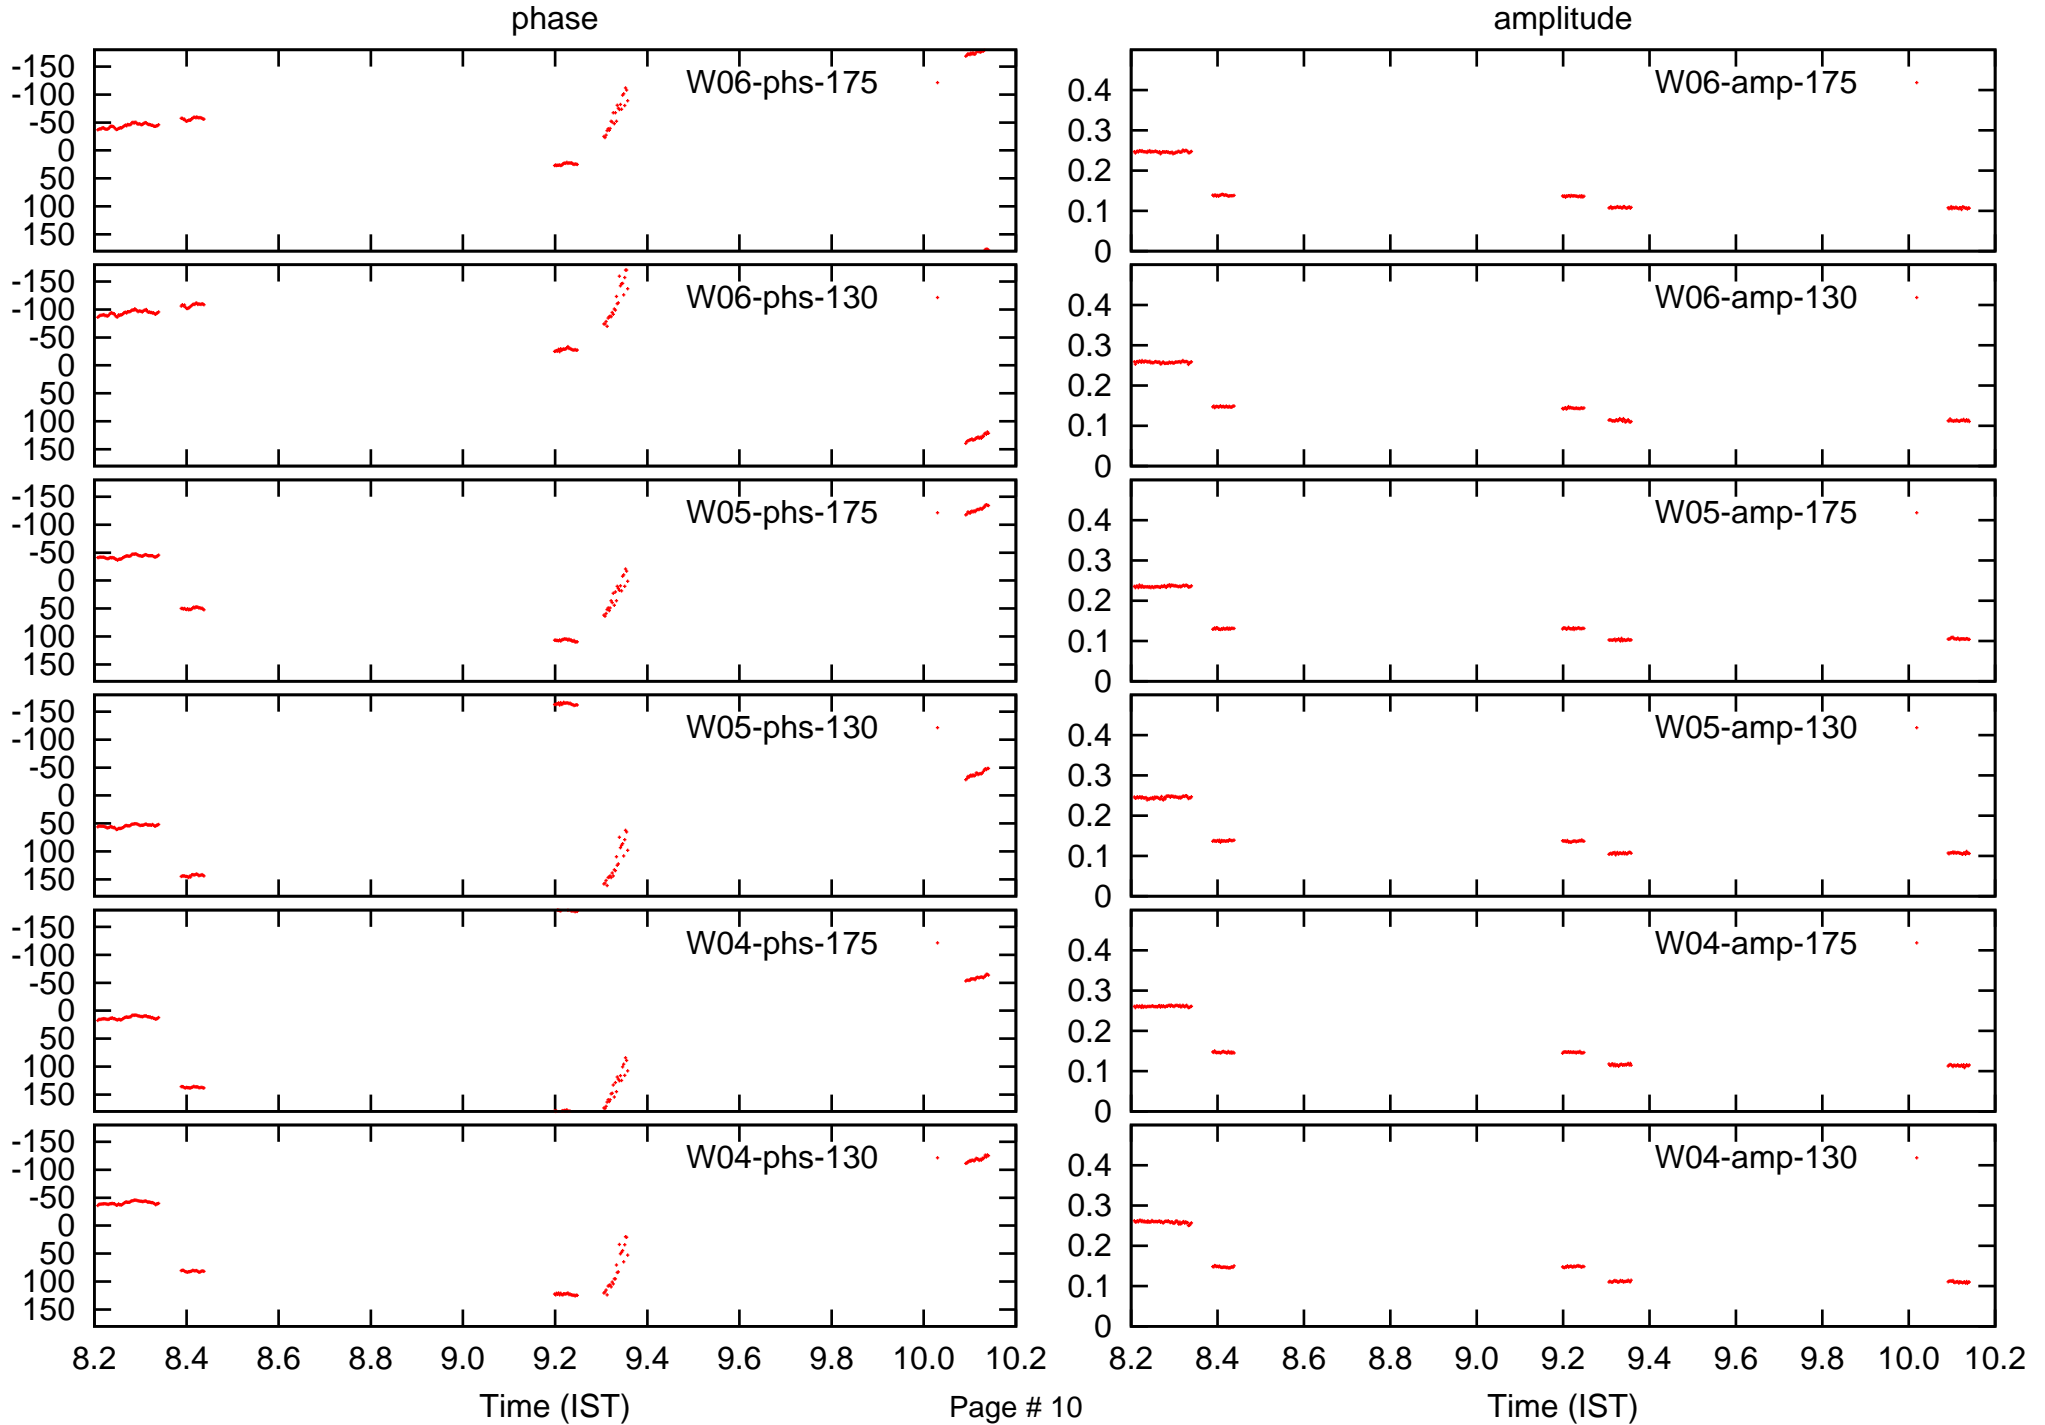 phase amplitude
-150 -100 -50 0 50 100 150 W06-phs-175 0.4 0.3 0.2 0.1 0 W06-amp-175
-150 -100 -50 0 50 100 150 W06-phs-130 0.4 0.3 0.2 0.1 0 W06-amp-130
-150 -100 -50 0 50 100 150 W05-phs-175 0.4 0.3 0.2 0.1 0 W05-amp-175
-150 -100 -50 0 50 100 150 W05-phs-130 0.4 0.3 0.2 0.1 0 W05-amp-130
-150 -100 -50 0 50 100 150 W04-phs-175 0.4 0.3 0.2 0.1 0 W04-amp-175
-150 -100 -50 0 50 100 150 W04-phs-130 0.4 0.3 0.2 0.1 0 W04-amp-130
8.2 8.4 8.6 8.8 9.0 9.2 9.4 9.6 9.8 10.0 10.2 8.2 8.4 8.6 8.8 9.0 9.2 9.4 9.6 9.8 10.0 10.2
Time (IST) Page # 10 Time (IST)